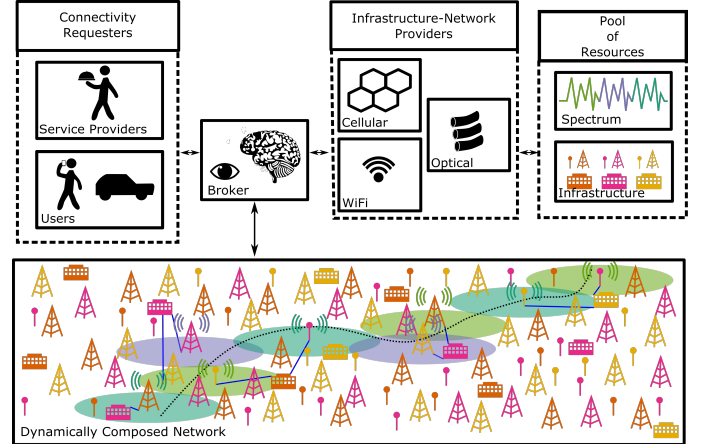 Connectivity
Requesters
Service Providers
Users
Broker
Infrastructure-Network
Providers
Cellular
WiFi
Optical
Pool
of
Resources
Spectrum
Infrastructure
Dynamically Composed Network